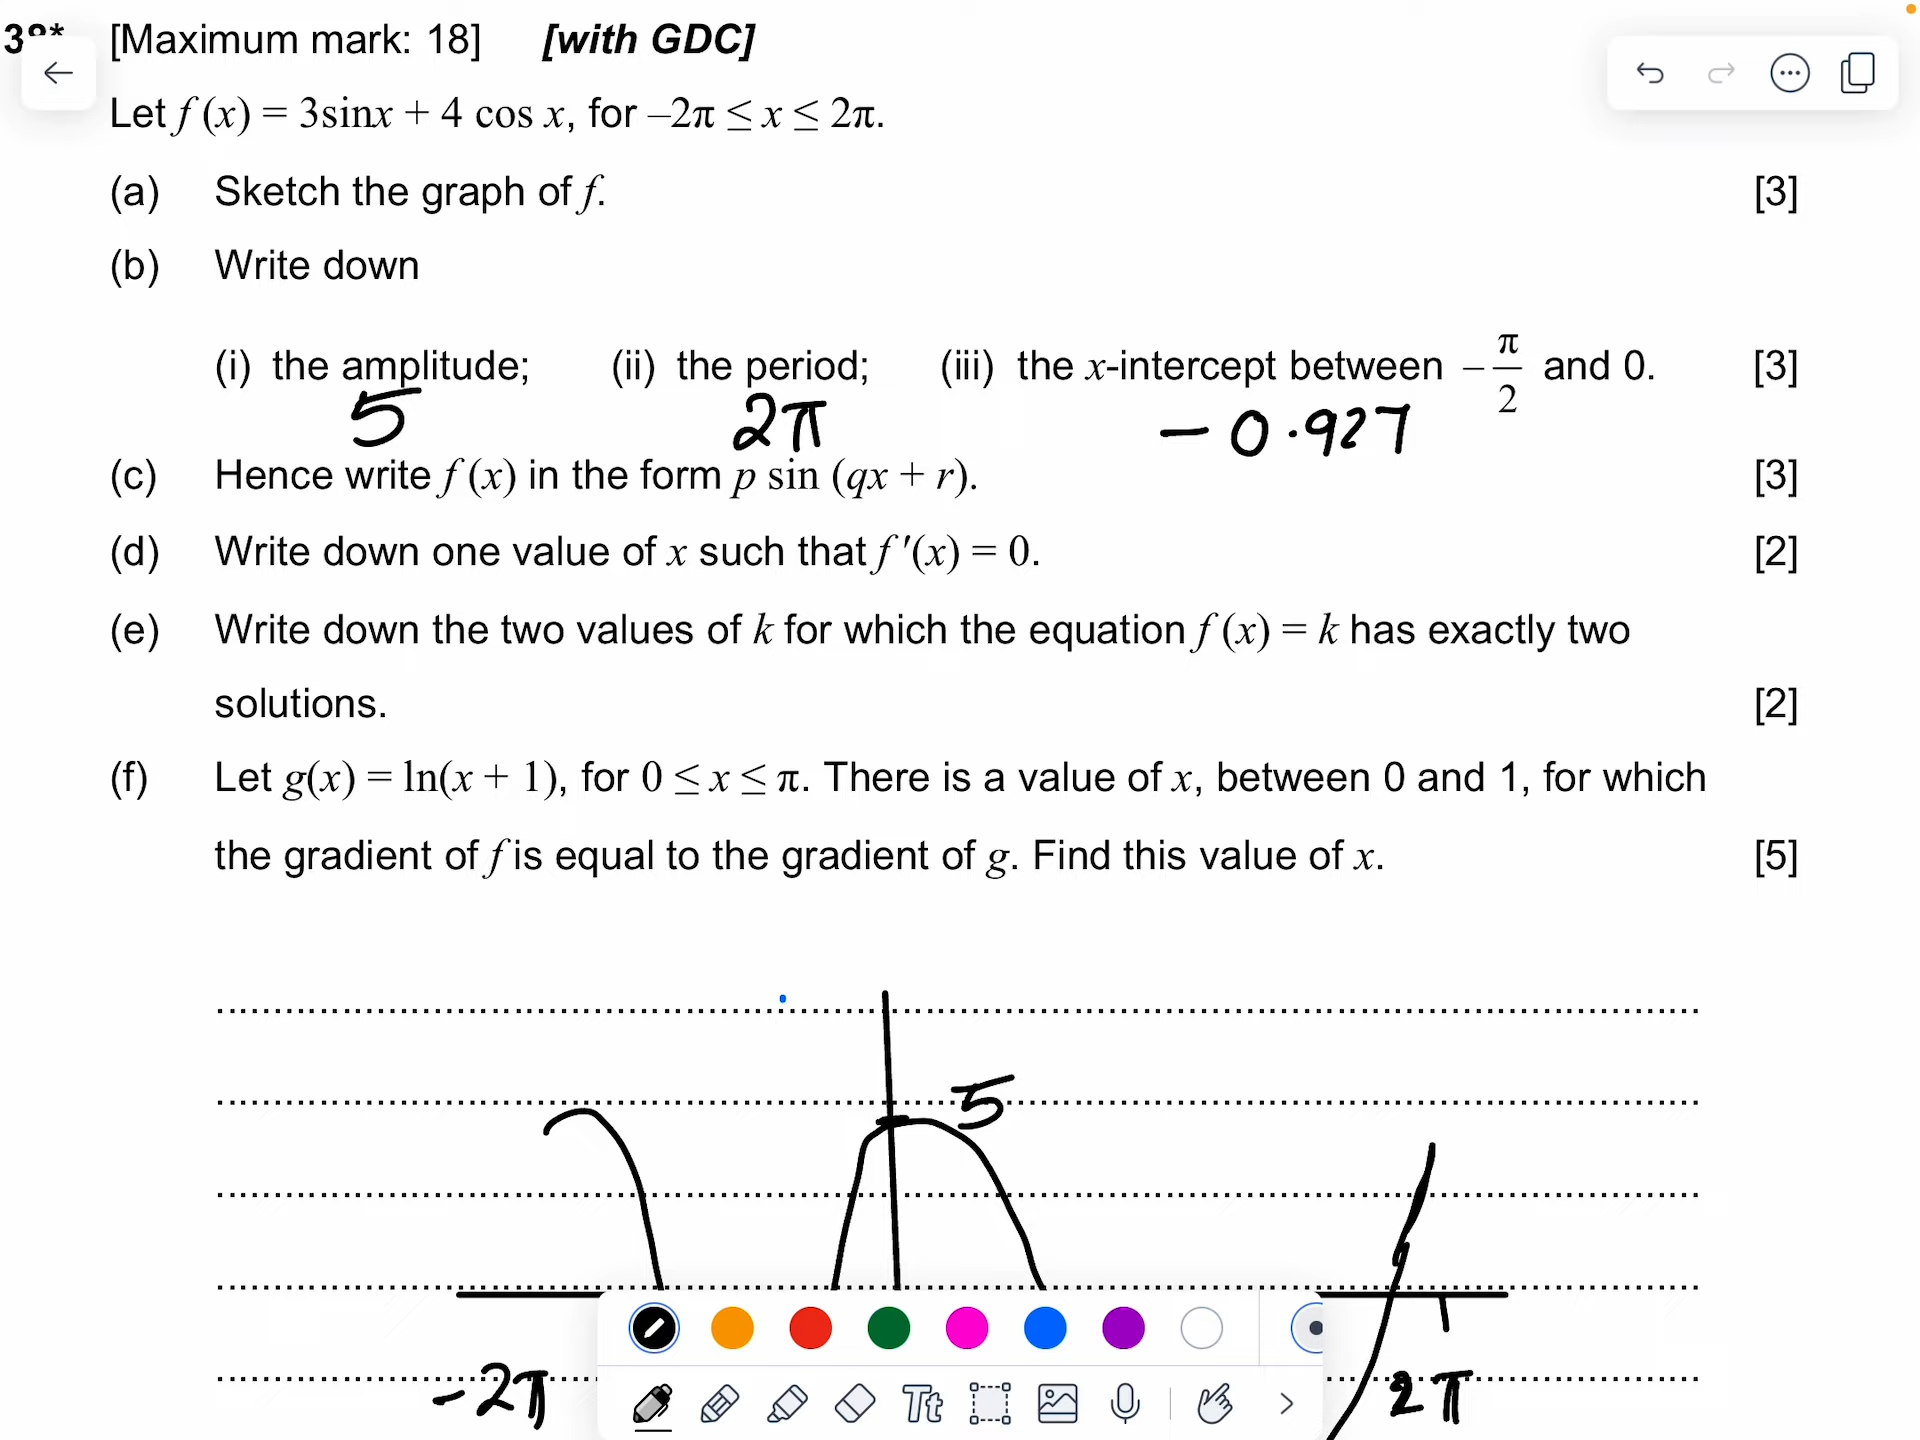 [Maximum mark: 18] [with GDC]
Let f (x) = 3sinx + 4 cos x, for –2π ≤ x ≤ 2π.
(a) Sketch the graph of f. [3]
(b) Write down
(i) the amplitude; (ii) the period; (iii) the x-intercept between −π/2 and 0. [3]
5 2π −0.927
(c) Hence write f (x) in the form p sin (qx + r). [3]
(d) Write down one value of x such that f ′(x) = 0. [2]
(e) Write down the two values of k for which the equation f (x) = k has exactly two
solutions. [2]
(f) Let g(x) = ln(x + 1), for 0 ≤ x ≤ π. There is a value of x, between 0 and 1, for which
the gradient of f is equal to the gradient of g. Find this value of x. [5]
5
-2π 2π
Tt